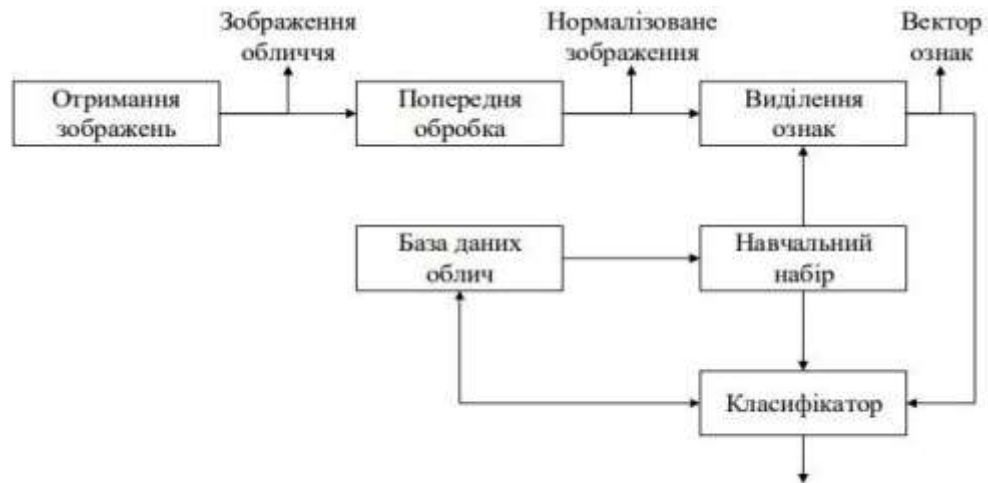 Зображення
обличчя
Нормалізоване
зображення
Вектор
ознак
Отримання
зображень
Попередня
обробка
Виділення
ознак
База даних
облич
Навчальний
набір
Класифікатор